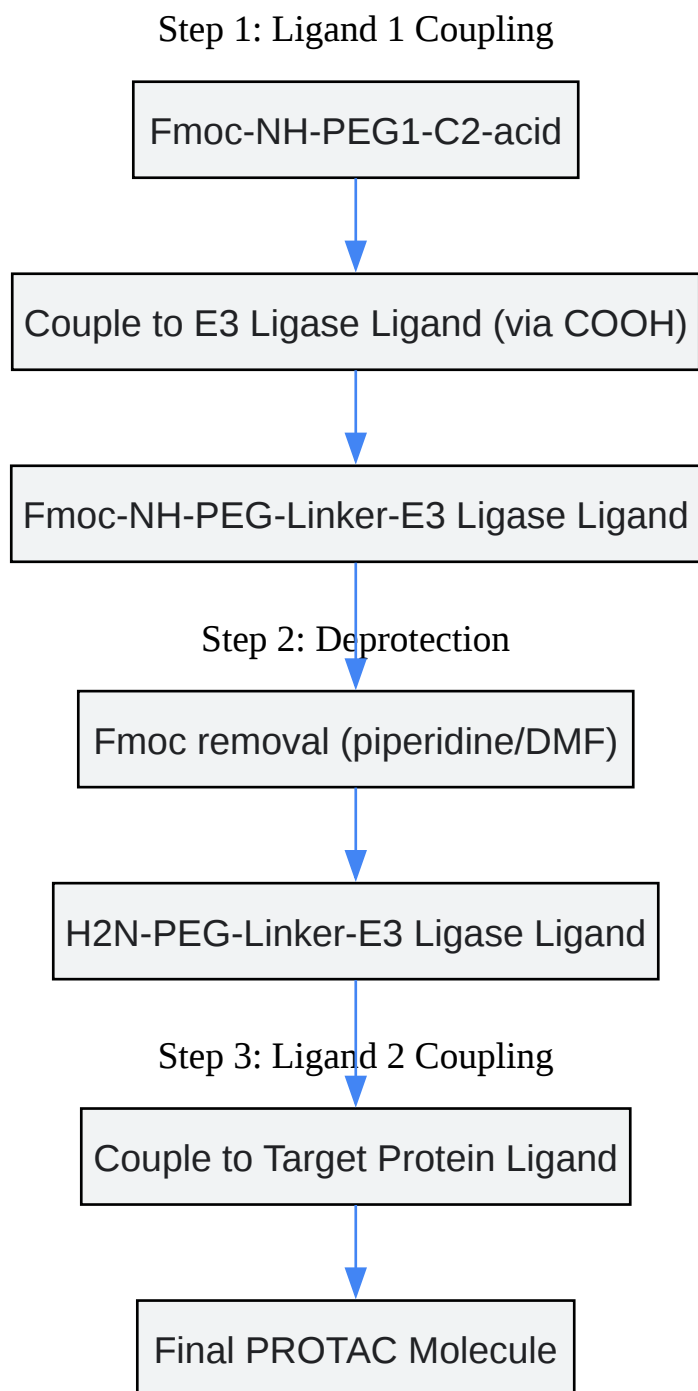 Step 1: Ligand 1 Coupling
Fmoc-NH-PEG1-C2-acid
Couple to E3 Ligase Ligand (via COOH)
Fmoc-NH-PEG-Linker-E3 Ligase Ligand
Step 2: Deprotection
Fmoc removal (piperidine/DMF)
H2N-PEG-Linker-E3 Ligase Ligand
Step 3: Ligand 2 Coupling
Couple to Target Protein Ligand
Final PROTAC Molecule